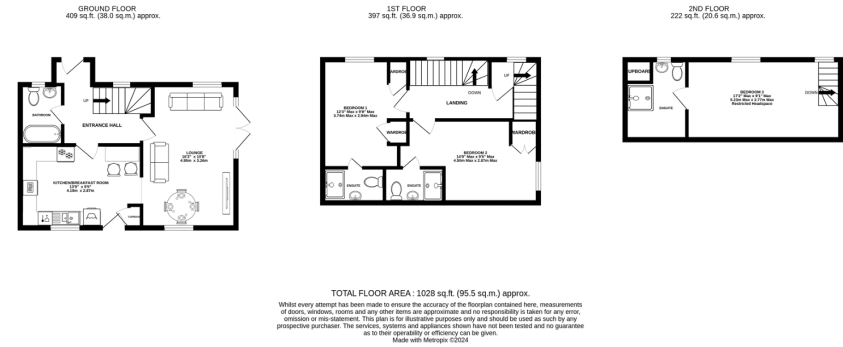 GROUND FLOOR
409 sq.ft. (38.0 sq.m.) approx.
1ST FLOOR
397 sq.ft. (36.9 sq.m.) approx.
2ND FLOOR
222 sq.ft. (20.6 sq.m.) approx.
BATHROOM
UP
ENTRANCE HALL
LOUNGE
16'3" x 10'8"
4.95m x 3.26m
KITCHEN/BREAKFAST ROOM
13'9" x 9'5"
4.19m x 2.87m
WARDROBE
BEDROOM 1
12'3" Max x 9'8" Max
3.74m Max x 2.94m Max
DOWN
UP
LANDING
WARDROBE
BEDROOM 2
14'9" Max x 9'5" Max
4.50m Max x 2.87m Max
WARDROBE
ENSUITE
ENSUITE
UPBOARD
ENSUITE
BEDROOM 3
17'2" Max x 9'1" Max
5.23m Max x 2.77m Max
Restricted Headspace
DOWN
TOTAL FLOOR AREA : 1028 sq.ft. (95.5 sq.m.) approx.
Whilst every attempt has been made to ensure the accuracy of the floorplan contained here, measurements
of doors, windows, rooms and any other items are approximate and no responsibility is taken for any error,
omission or mis-statement. This plan is for illustrative purposes only and should be used as such by any
prospective purchaser. The services, systems and appliances shown have not been tested and no guarantee
as to their operability or efficiency can be given.
Made with Metropix ©2024